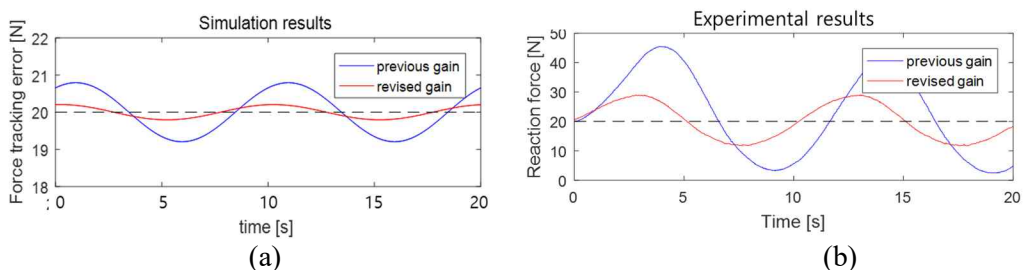 Simulation results
Force tracking error [N]
22
21
20
19
18
previous gain
revised gain
: 0
5
10
15
20
time [s]
(a)
Experimental results
Reaction force [N]
50
40
30
20
10
0
previous gain
revised gain
0
5
10
15
20
Time [s]
(b)